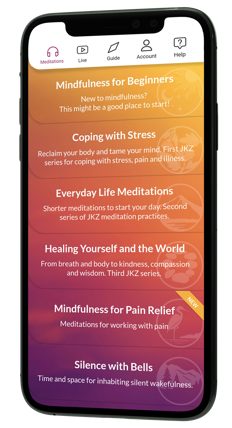 Meditations Live Guide Account Help
Mindfulness for Beginners
New to mindfulness?
This might be a good place to start!
Coping with Stress
Reclaim your body and tame your mind. First JKZ
series for coping with stress, pain and illness.
Everyday Life Meditations
Shorter meditations to start your day. Second
series of JKZ meditation practices.
Healing Yourself and the World
From breath and body to kindness, compassion
and wisdom. Third JKZ series.
NEW
Mindfulness for Pain Relief
Meditations for working with pain
Silence with Bells
Time and space for inhabiting silent wakefulness.